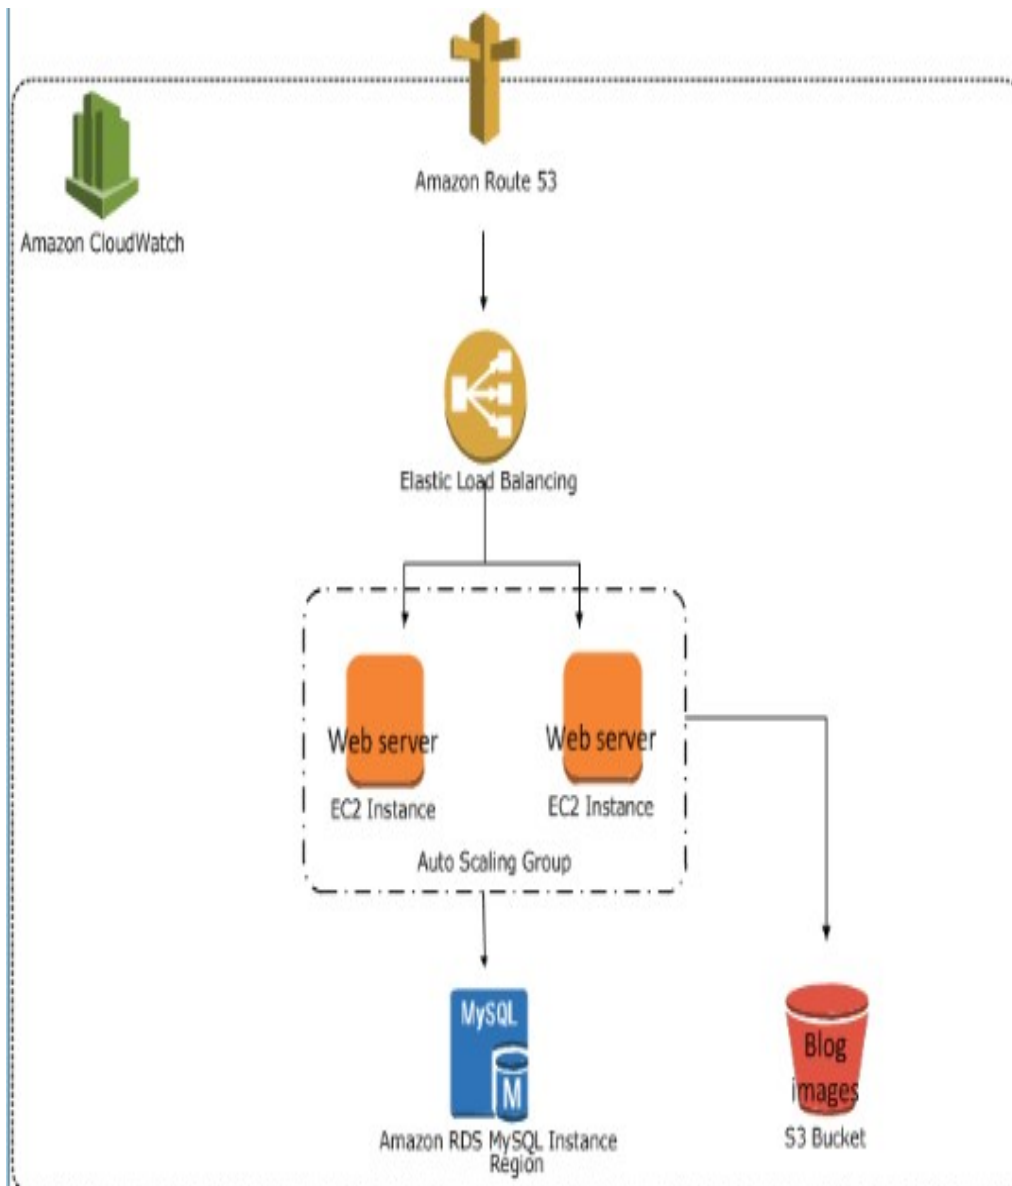 Amazon Route 53
Amazon CloudWatch
Elastic Load Balancing
Web server
EC2 Instance
Web server
EC2 Instance
Auto Scaling Group
MySQL
M
Amazon RDS MySQL Instance
Region
Blog
images
S3 Bucket